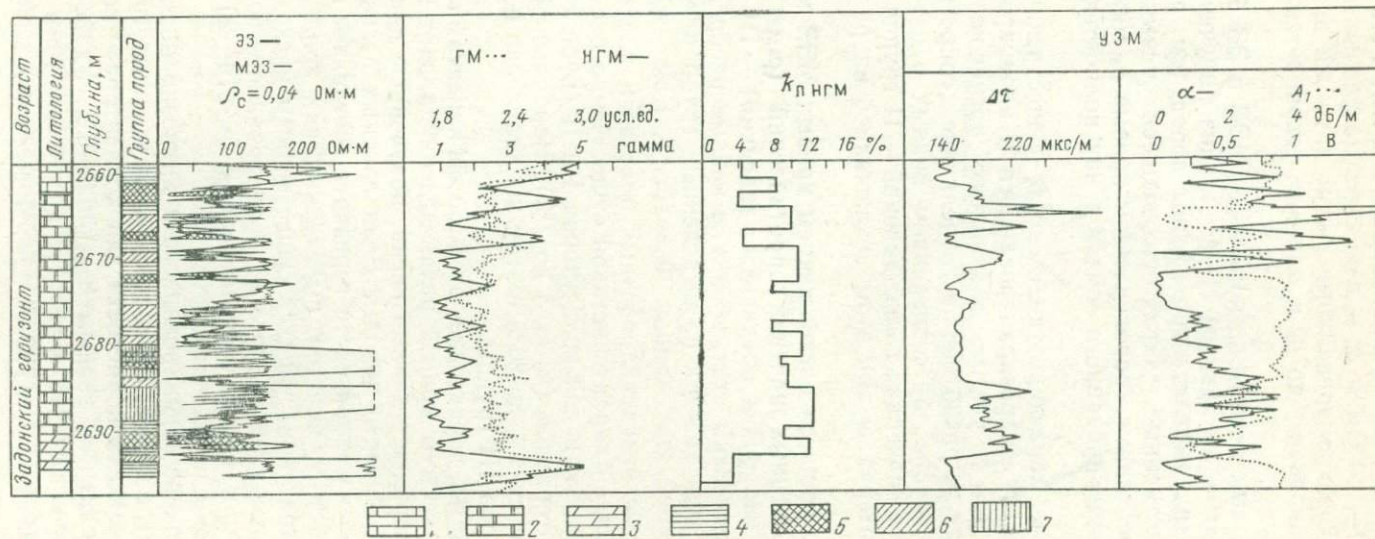 Возраст
Литология
Глубина, м
Группа пород
ЭЗ —
МЭЗ —
ρс = 0,04 Ом·м
0 100 200 Ом·м
ГМ··· НГМ —
1,8 2,4 3,0 усл.ед.
1 3 5 гамма
kп нгм
0 4 8 12 16 %
УЗМ
Δτ
140 220 мкс/м
α — A₁···
0 2 4 дБ/м
0 0,5 1 В
Задонский горизонт
2660
2670
2680
2690
2 3 4 5 6 7